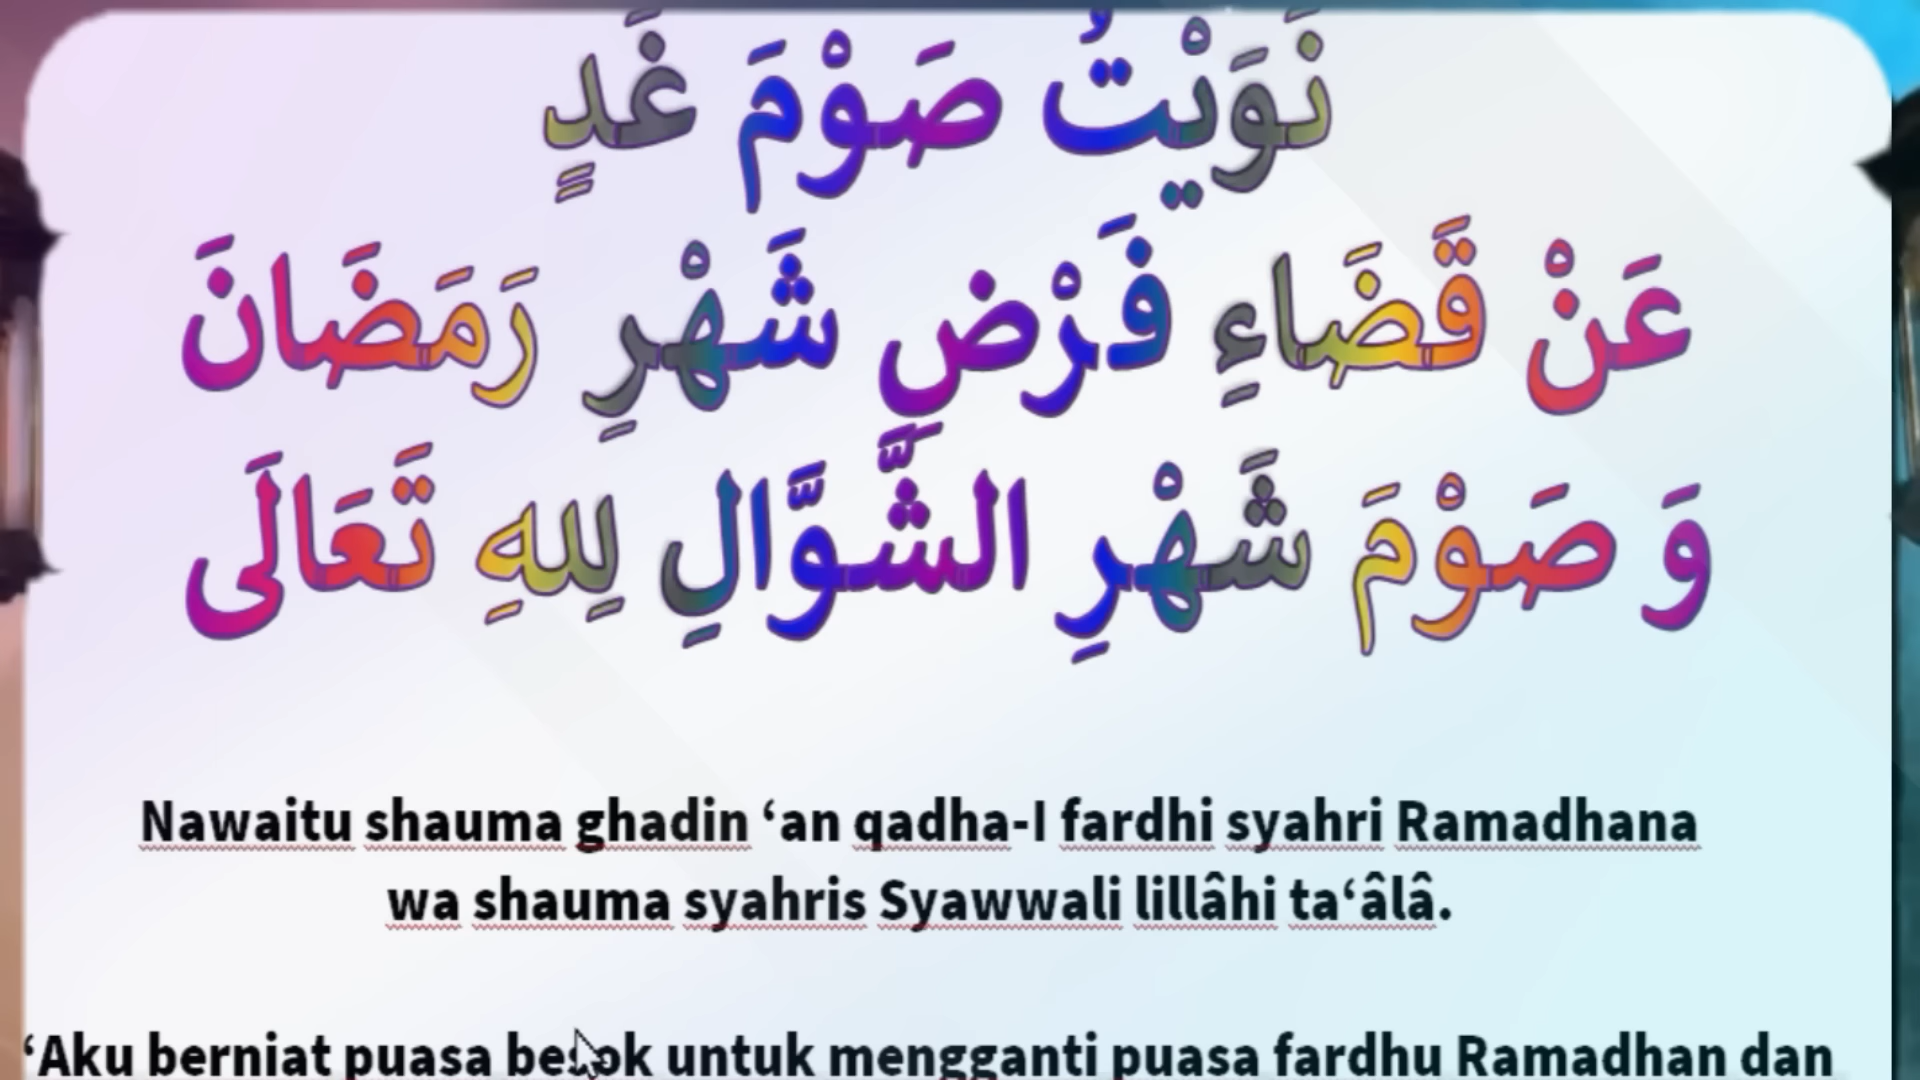 نَوَيْتُ صَوْمَ غَدٍ
عَنْ قَضَاءِ فَرْضِ شَهْرِ رَمَضَانَ
وَ صَوْمَ شَهْرِ الشَّوَّالِ لِلهِ تَعَالَى
Nawaitu shauma ghadin ‘an qadha-I fardhi syahri Ramadhana
wa shauma syahris Syawwali lillâhi ta‘âlâ.
‘Aku berniat puasa besok untuk mengganti puasa fardhu Ramadhan dan